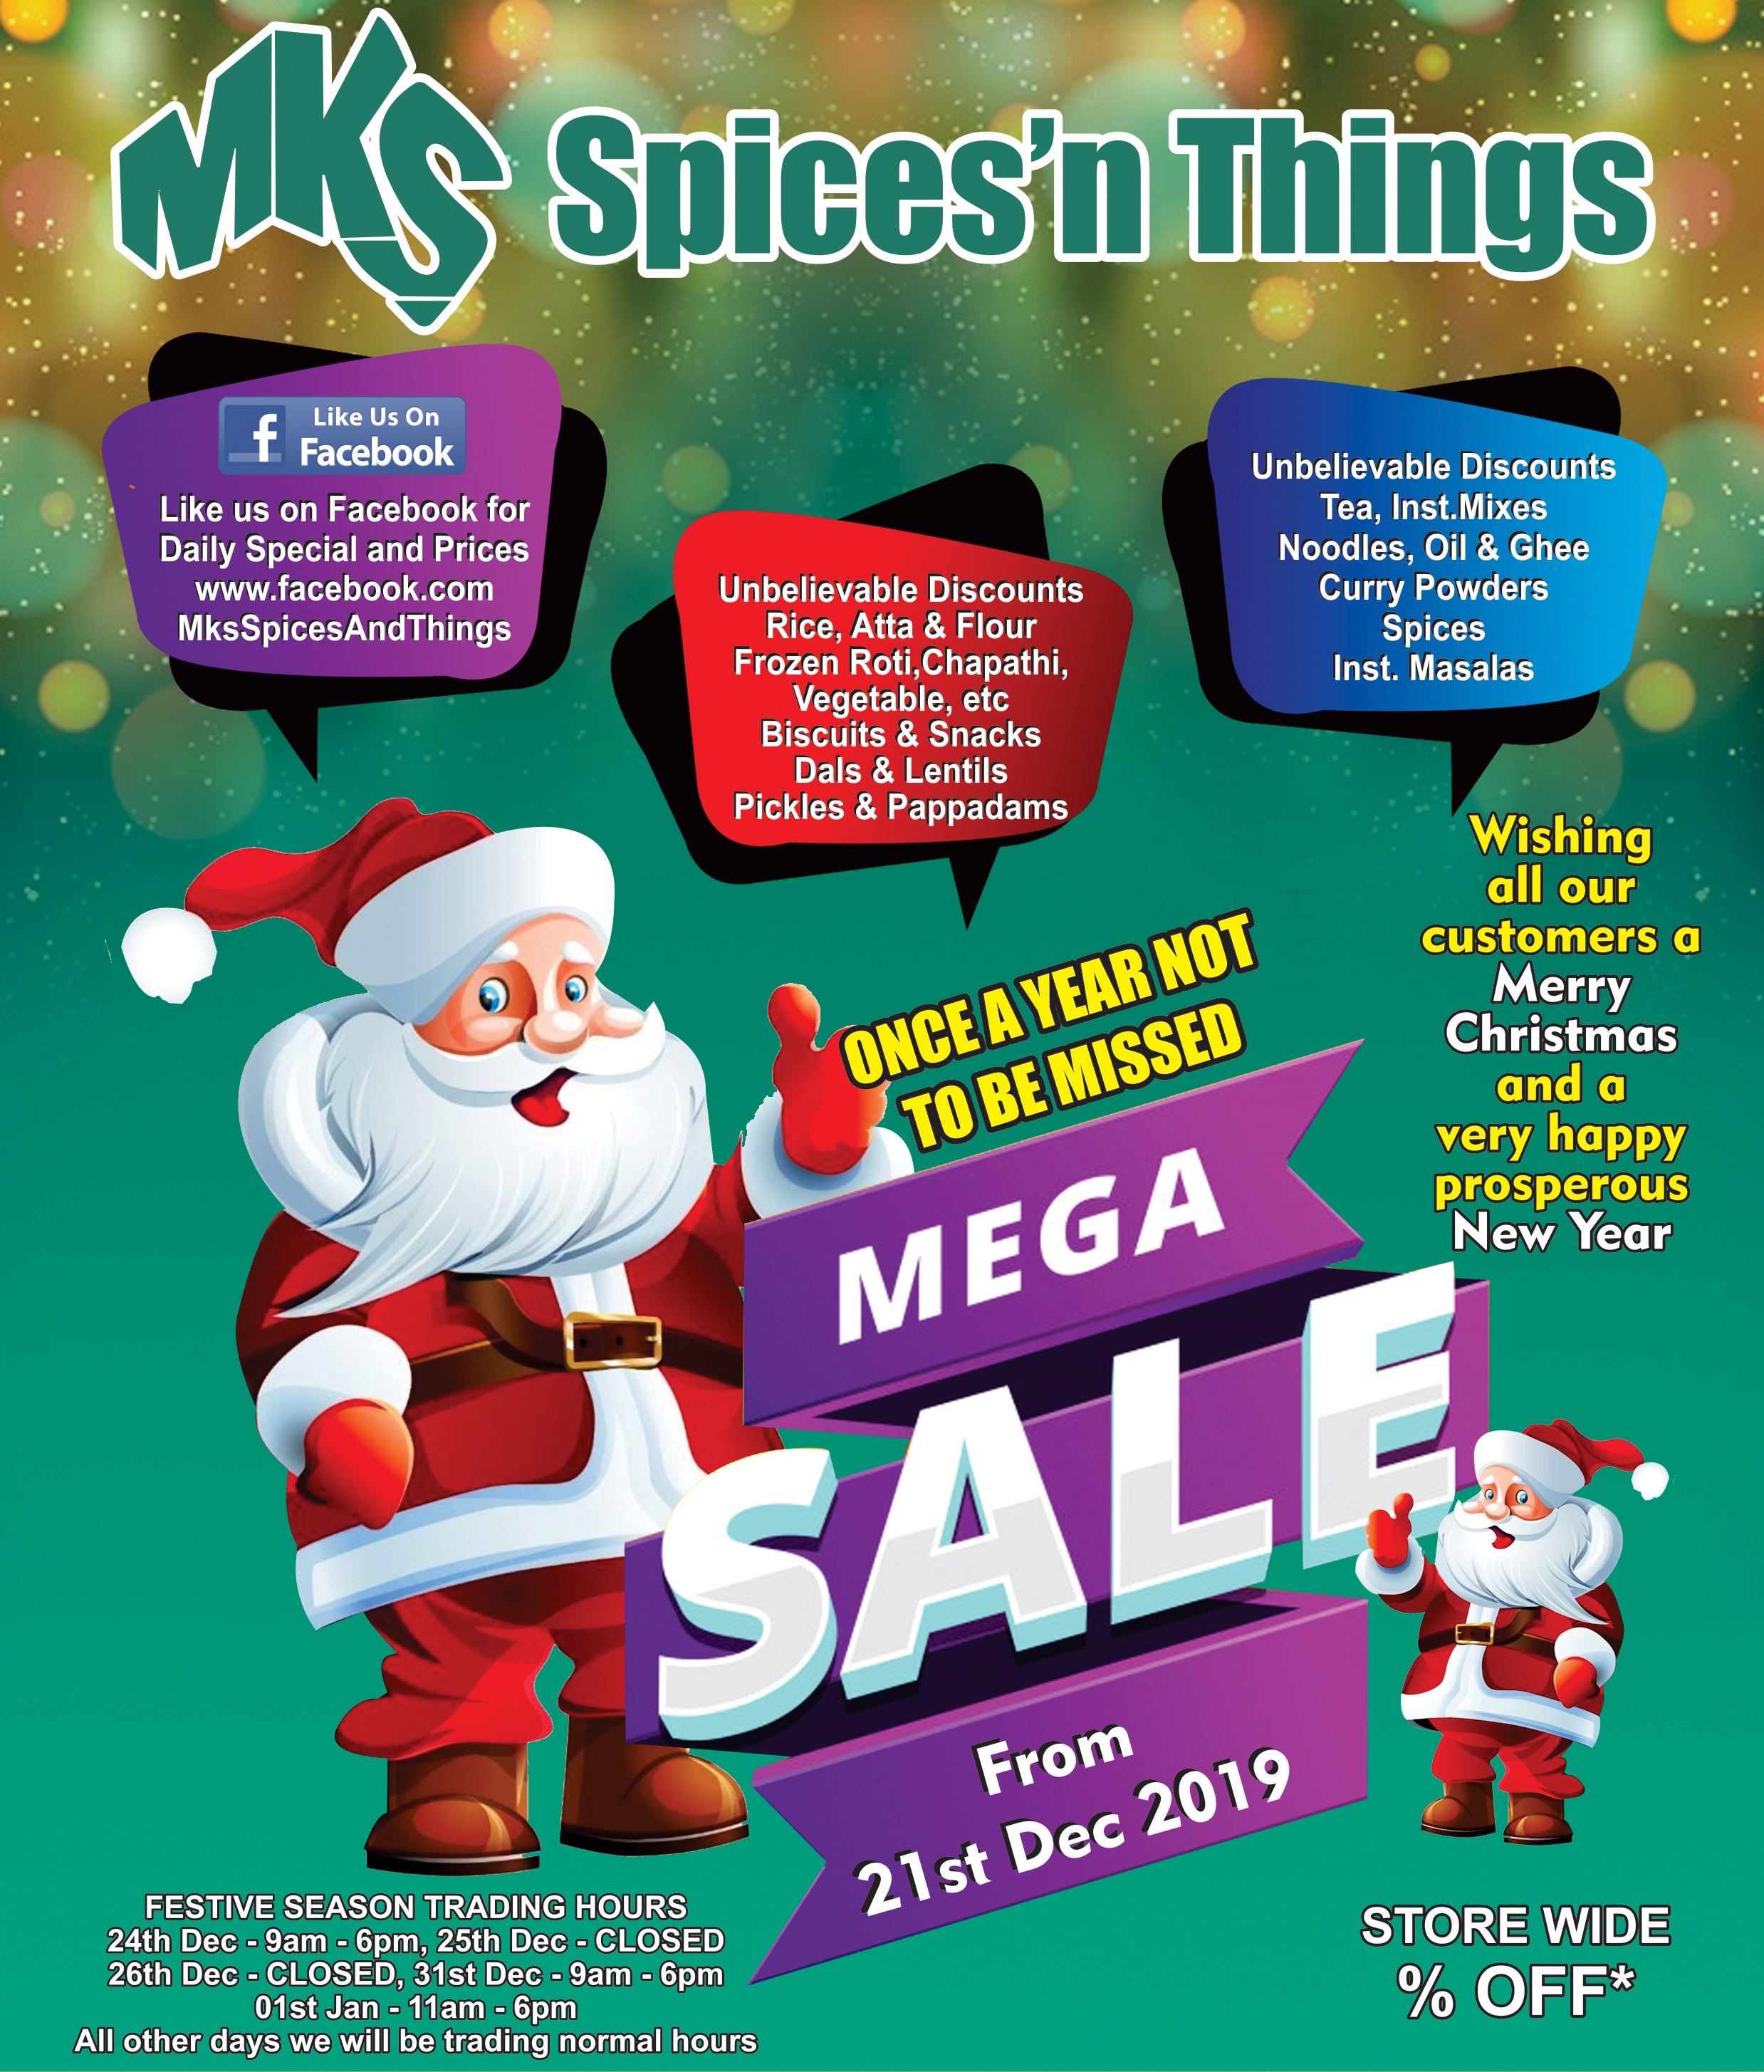 MKS Spices'n Things
Like Us On
Facebook
Like us on Facebook for
Daily Special and Prices
www.facebook.com
MksSpicesAndThings
Unbelievable Discounts
Rice, Atta & Flour
Frozen Roti,Chapathi,
Vegetable, etc
Biscuits & Snacks
Dals & Lentils
Pickles & Pappadams
Unbelievable Discounts
Tea, Inst.Mixes
Noodles, Oil & Ghee
Curry Powders
Spices
Inst. Masalas
Wishing
all our
customers a
Merry
Christmas
and a
very happy
prosperous
New Year
ONCE A YEAR NOT
TO BE MISSED
MEGA
SALE
From
21st Dec 2019
FESTIVE SEASON TRADING HOURS
24th Dec - 9am - 6pm, 25th Dec - CLOSED
26th Dec - CLOSED, 31st Dec - 9am - 6pm
01st Jan - 11am - 6pm
All other days we will be trading normal hours
STORE WIDE
% OFF*